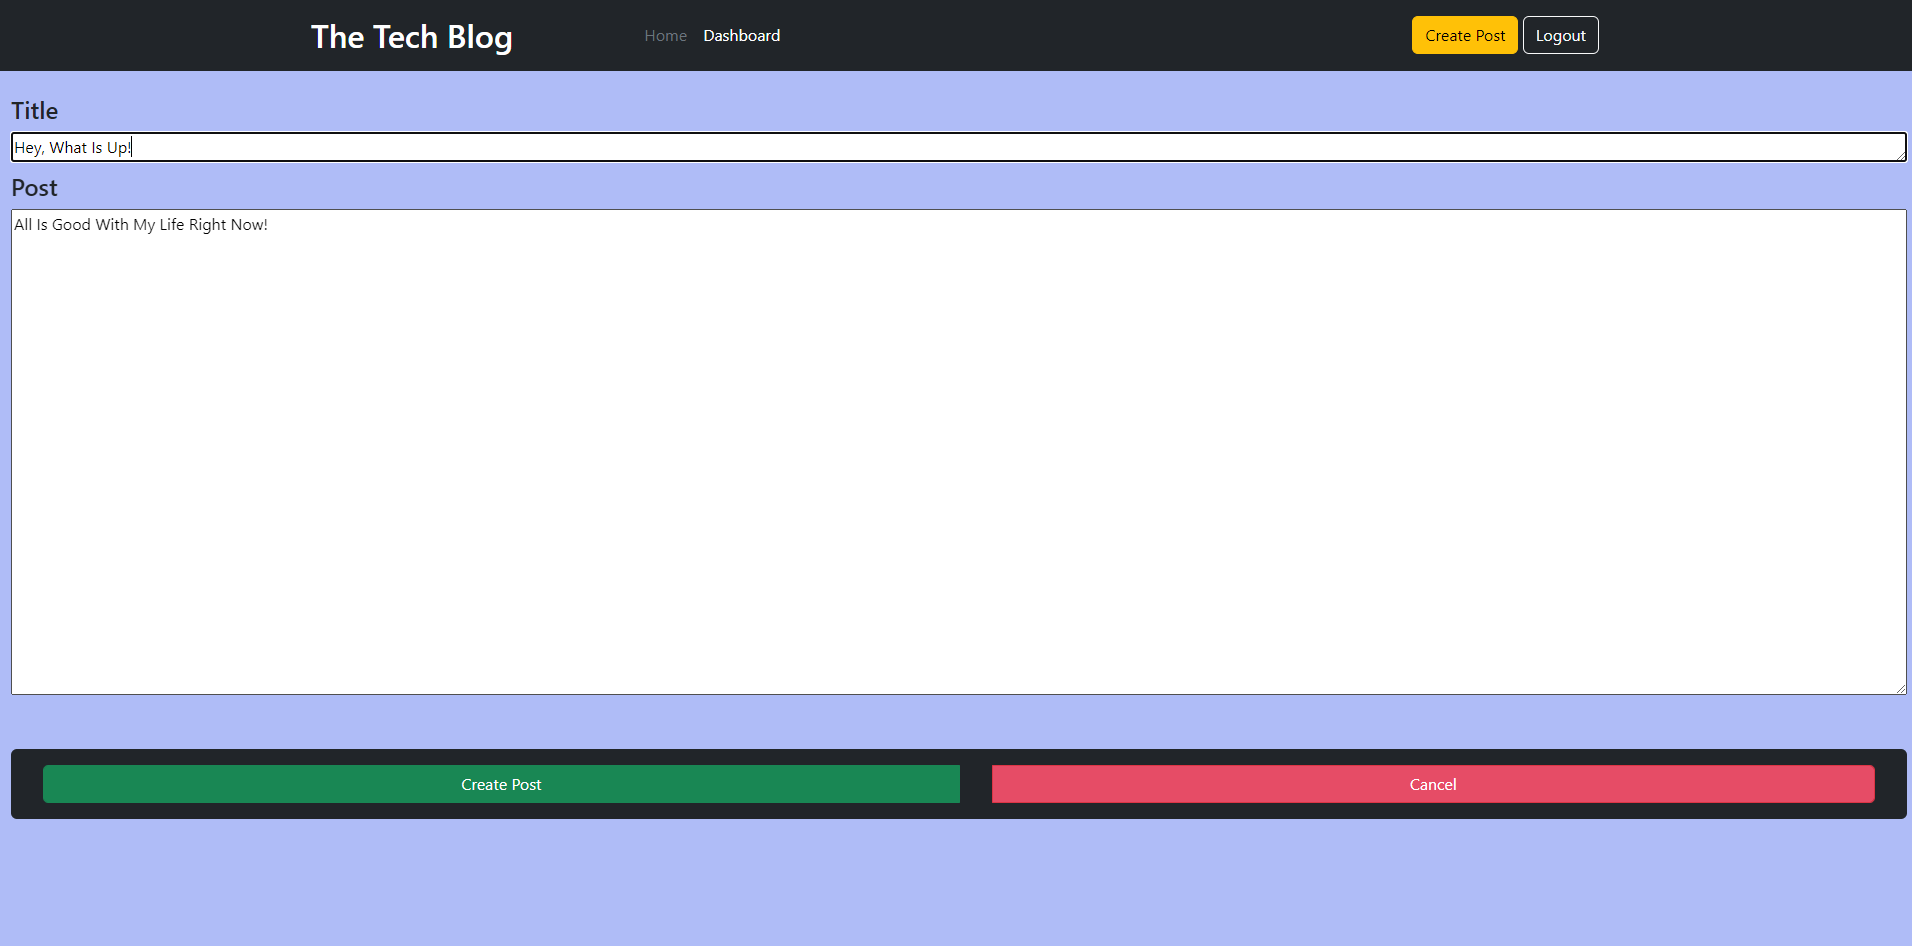 The Tech Blog
Home Dashboard
Create Post Logout
Title
Hey, What Is Up!
Post
All Is Good With My Life Right Now!
Create Post
Cancel